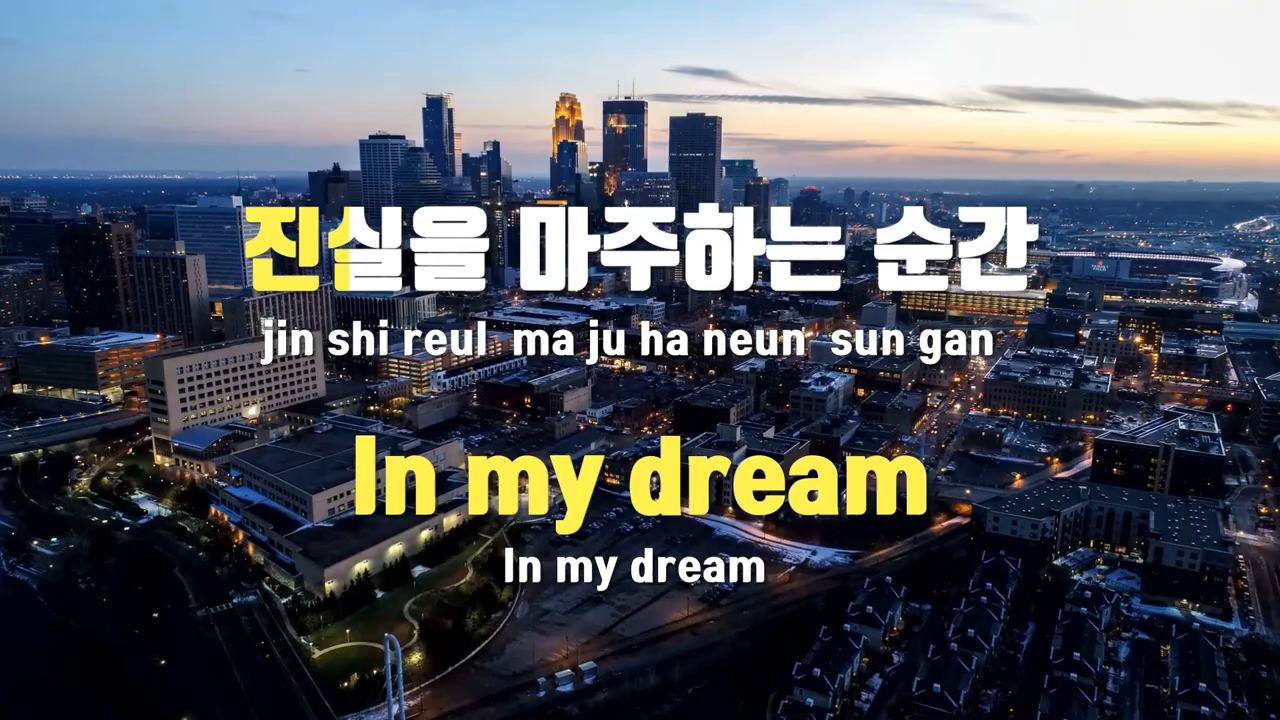 진실을 마주하는 순간
jin shi reul ma ju ha neun sun gan
In my dream
In my dream